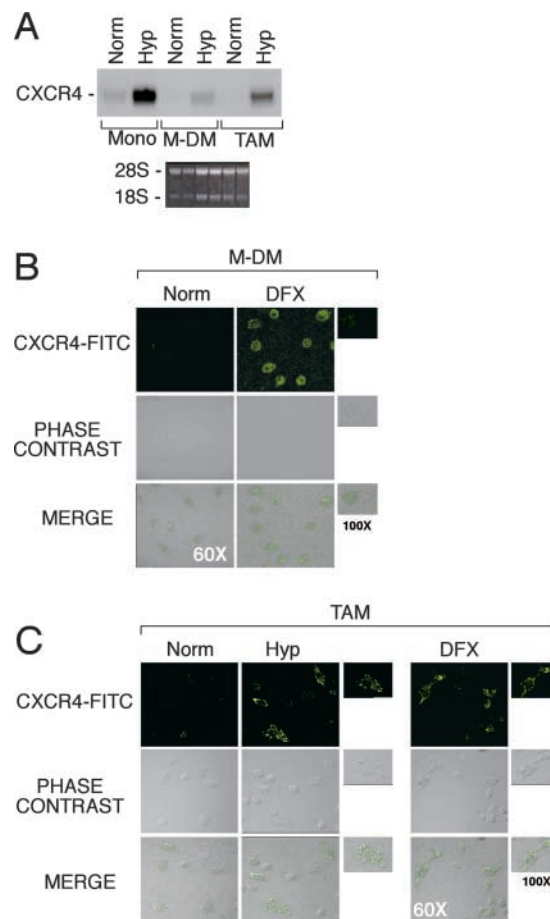 A
Norm Hyp Norm Hyp Norm Hyp
CXCR4 -
Mono M-DM TAM
28S -
18S -
B
M-DM
Norm DFX
CXCR4-FITC
PHASE
CONTRAST
MERGE
60X
100X
C
TAM
Norm Hyp DFX
CXCR4-FITC
PHASE
CONTRAST
MERGE
60X
100X